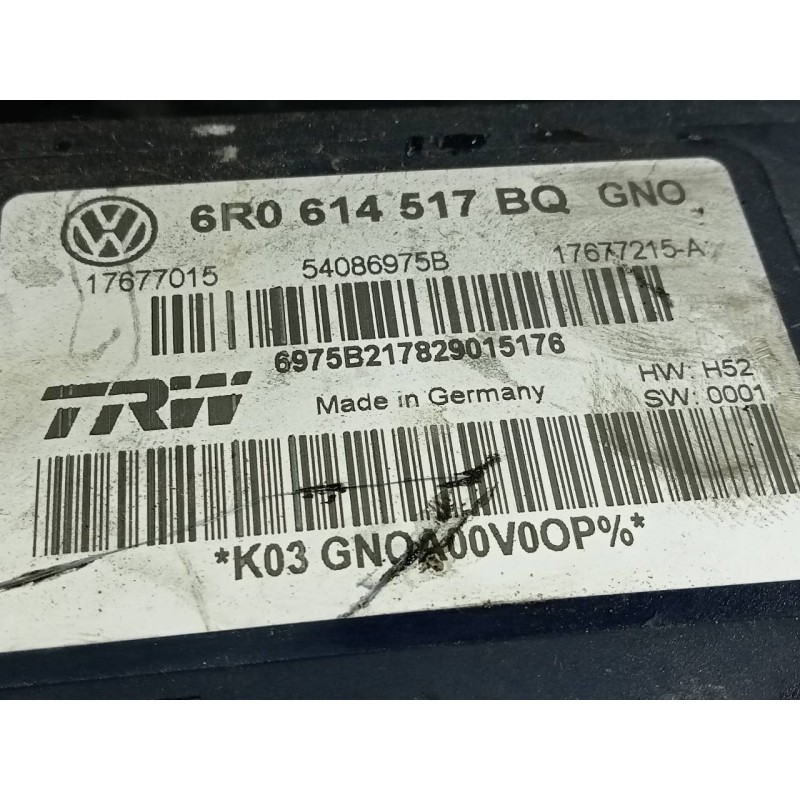 6R0 614 517 BQ GNO
17677015 54086975B 17677215-A
6975B217829015176
TRW Made in Germany HW: H52
SW: 0001
*K03 GNOA00V0OP%*